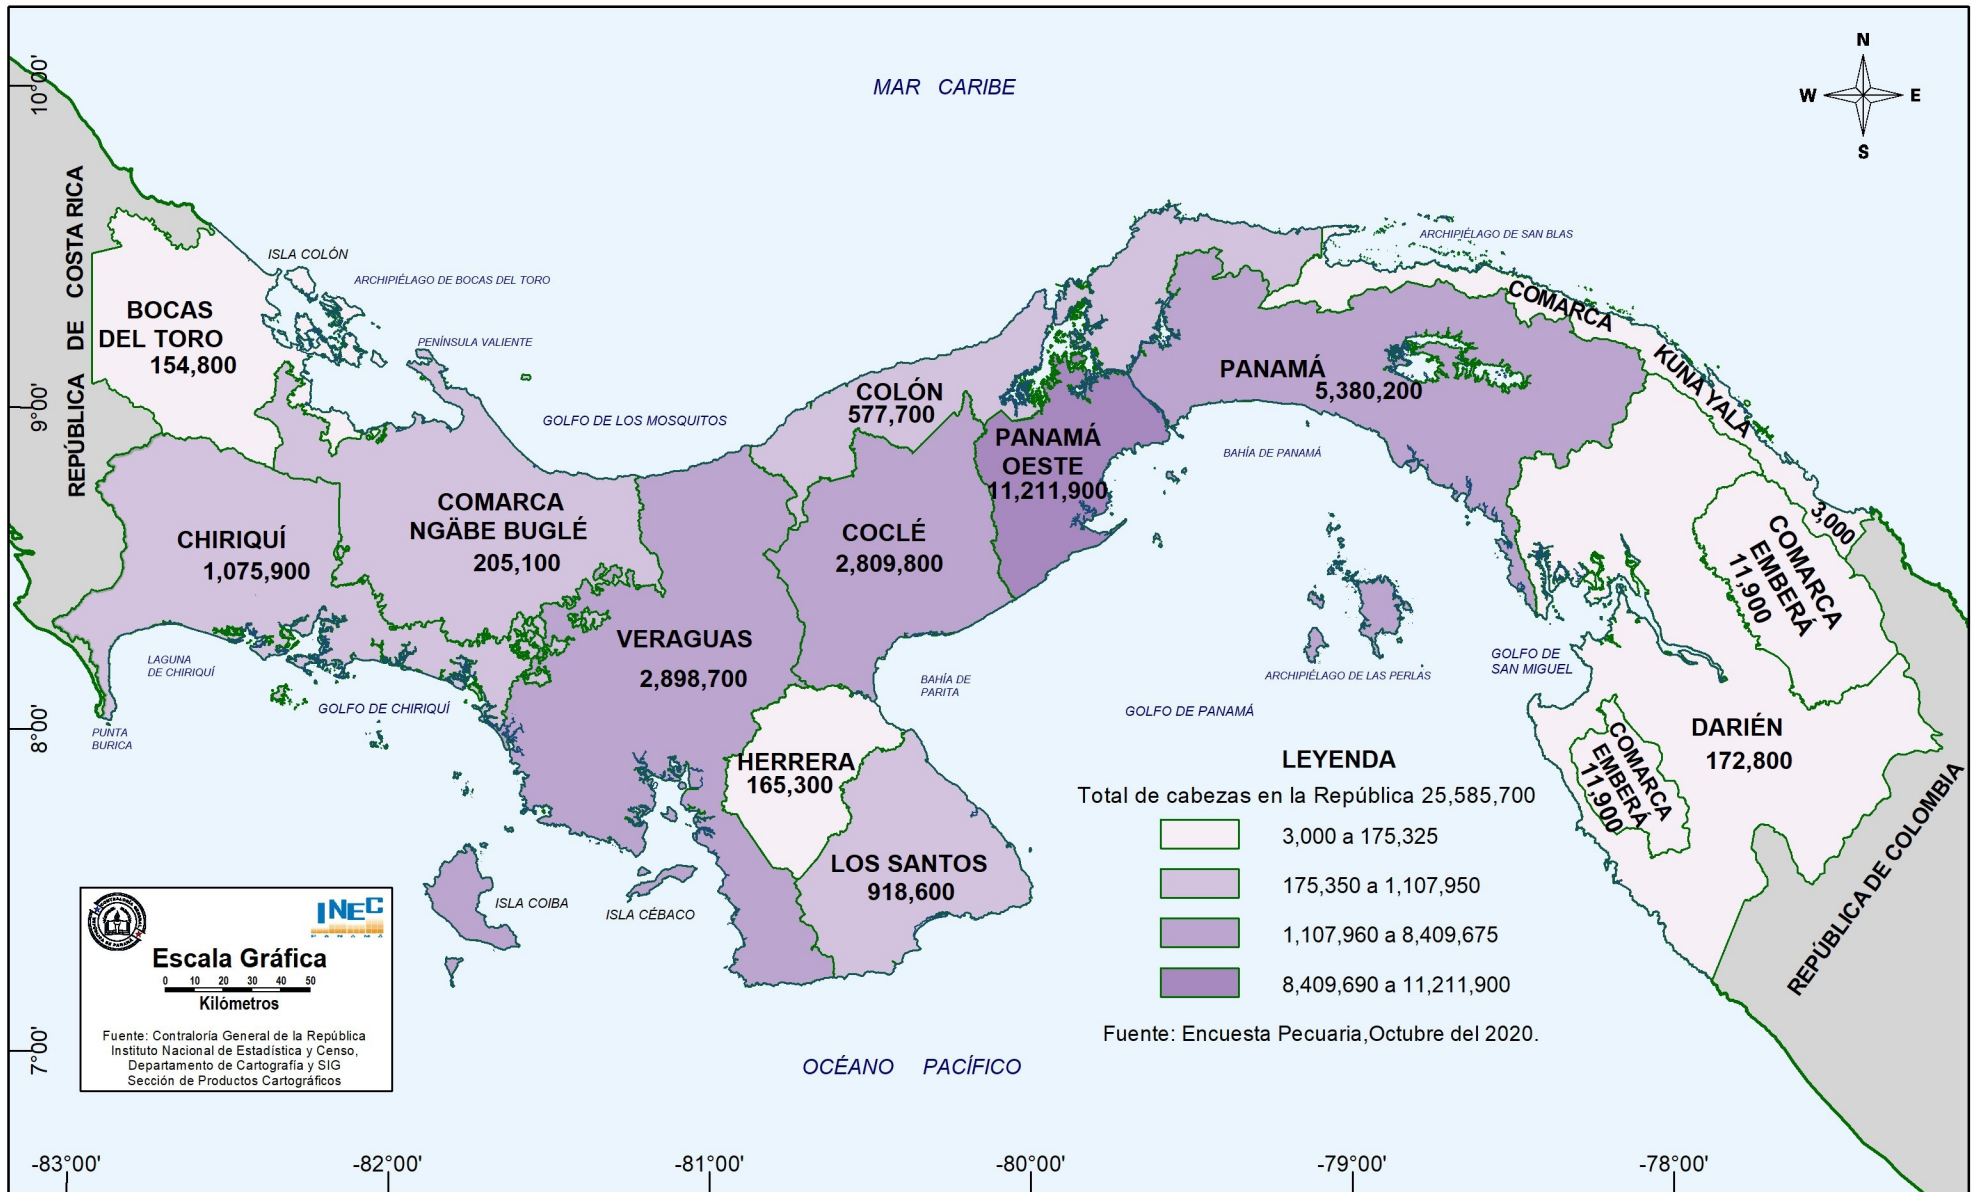 MAR CARIBE
N
W
E
S
10°00'
9°00'
8°00'
7°00'
REPÚBLICA DE COSTA RICA
ISLA COLÓN
ARCHIPIÉLAGO DE BOCAS DEL TORO
BOCAS
DEL TORO
154,800
PENÍNSULA VALIENTE
GOLFO DE LOS MOSQUITOS
ARCHIPIÉLAGO DE SAN BLAS
COMARCA
KUNA YALA
3,000
COLÓN
577,700
PANAMÁ
5,380,200
PANAMÁ
OESTE
11,211,900
BAHÍA DE PANAMÁ
CHIRIQUÍ
1,075,900
COMARCA
NGÄBE BUGLÉ
205,100
COCLÉ
2,809,800
COMARCA
EMBERÁ
11,900
VERAGUAS
2,898,700
LAGUNA
DE CHIRIQUÍ
GOLFO DE CHIRIQUÍ
PUNTA
BURICA
BAHÍA DE
PARITA
ARCHIPIÉLAGO DE LAS PERLAS
GOLFO DE
SAN MIGUEL
GOLFO DE PANAMÁ
DARIÉN
172,800
COMARCA
EMBERÁ
11,900
HERRERA
165,300
LOS SANTOS
918,600
ISLA COIBA
ISLA CÉBACO
REPÚBLICA DE COLOMBIA
LEYENDA
Total de cabezas en la República 25,585,700
3,000 a 175,325
175,350 a 1,107,950
1,107,960 a 8,409,675
8,409,690 a 11,211,900
Fuente: Encuesta Pecuaria,Octubre del 2020.
INEC
PANAMÁ
Escala Gráfica
0 10 20 30 40 50
Kilómetros
Fuente: Contraloría General de la República
Instituto Nacional de Estadística y Censo,
Departamento de Cartografía y SIG
Sección de Productos Cartográficos
OCÉANO PACÍFICO
-83°00'
-82°00'
-81°00'
-80°00'
-79°00'
-78°00'